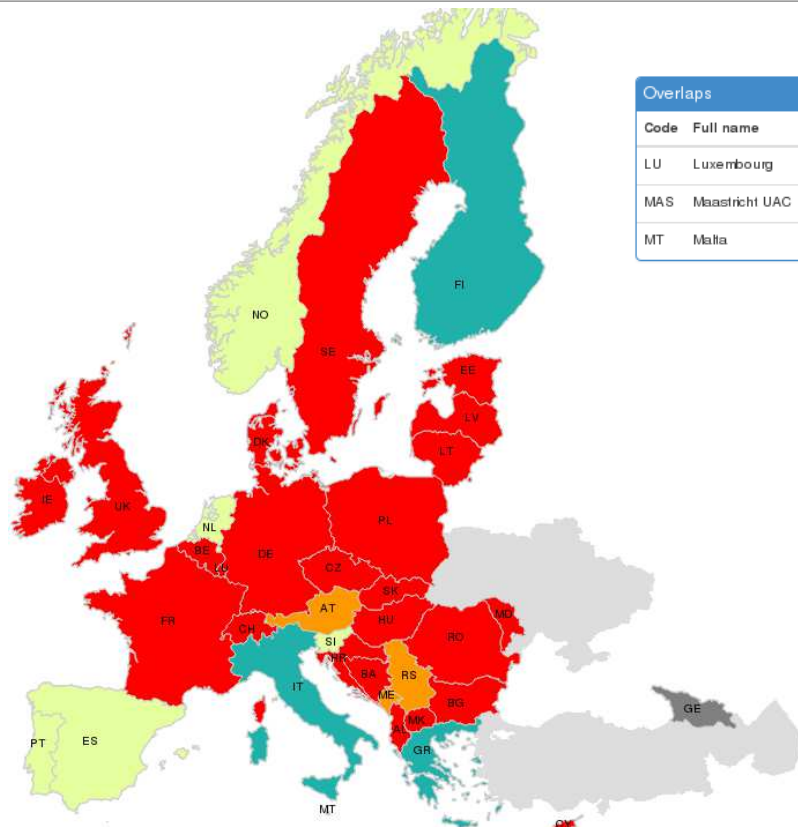 Overlaps
Code Full name
LU Luxembourg
MAS Maastricht UAC
MT Malta
FI
NO
SE
EE
LV
DK
LT
IE
UK
NL
PL
BE
DE
LU
CZ
SK
AT
MD
FR
HU
CH
RO
SI
HR
BA
RS
IT
ME
BG
GE
MK
AL
PT
ES
GR
MT
CY